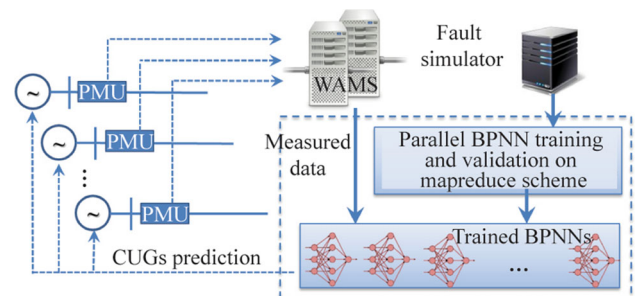 Fault
simulator
WAMS
PMU
PMU
PMU
~
~
~
⋮
Measured
data
Parallel BPNN training
and validation on
mapreduce scheme
Trained BPNNs
...
CUGs prediction